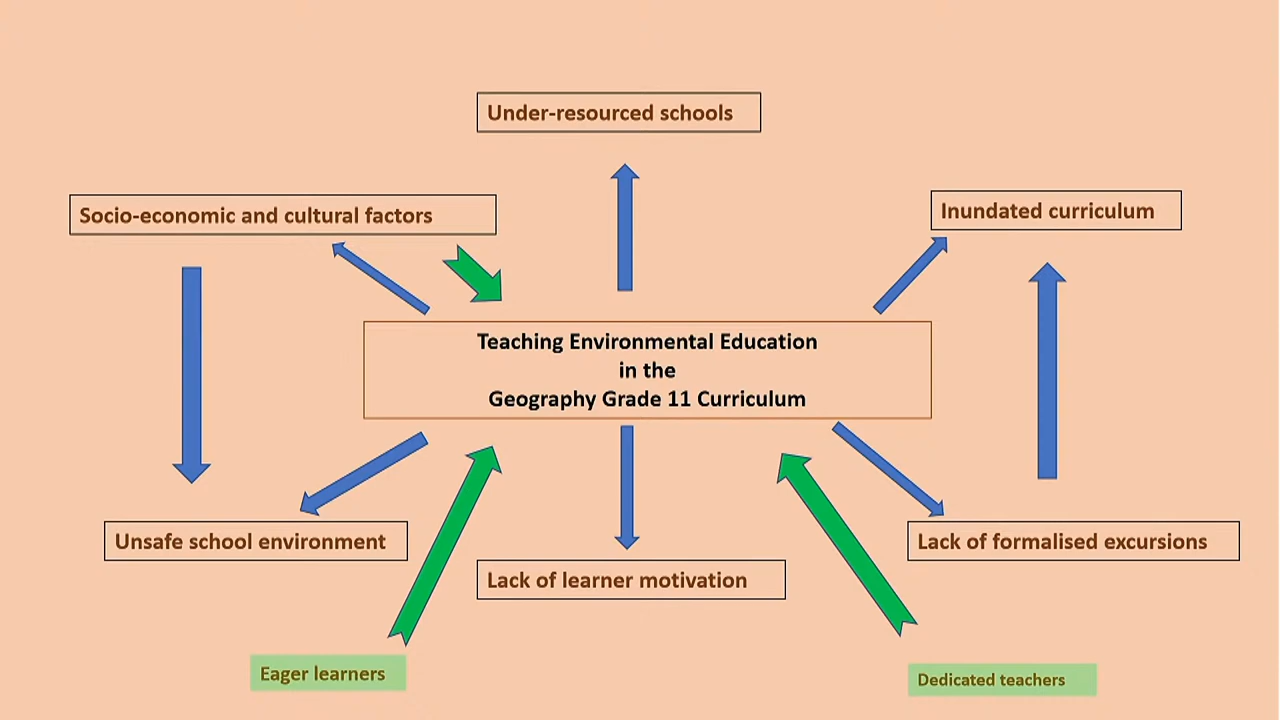 Under-resourced schools
Socio-economic and cultural factors
Inundated curriculum
Teaching Environmental Education
in the
Geography Grade 11 Curriculum
Unsafe school environment
Lack of formalised excursions
Lack of learner motivation
Eager learners
Dedicated teachers